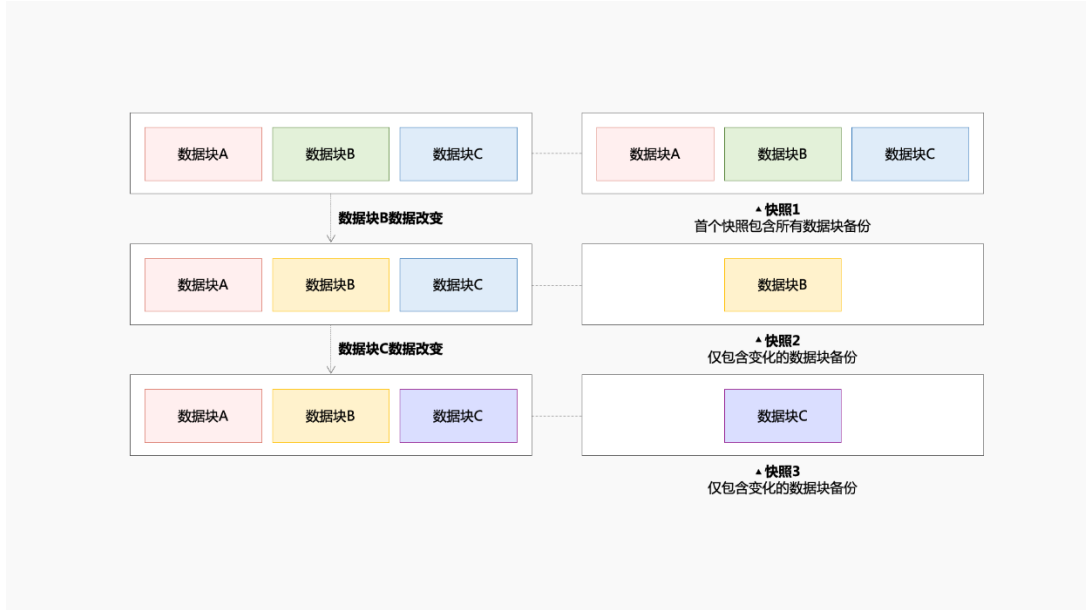 数据块A
数据块B
数据块C
数据块A
数据块B
数据块C
▲ 快照1
首个快照包含所有数据块备份
数据块B数据改变
数据块A
数据块B
数据块C
数据块B
▲ 快照2
仅包含变化的数据块备份
数据块C数据改变
数据块A
数据块B
数据块C
数据块C
▲ 快照3
仅包含变化的数据块备份